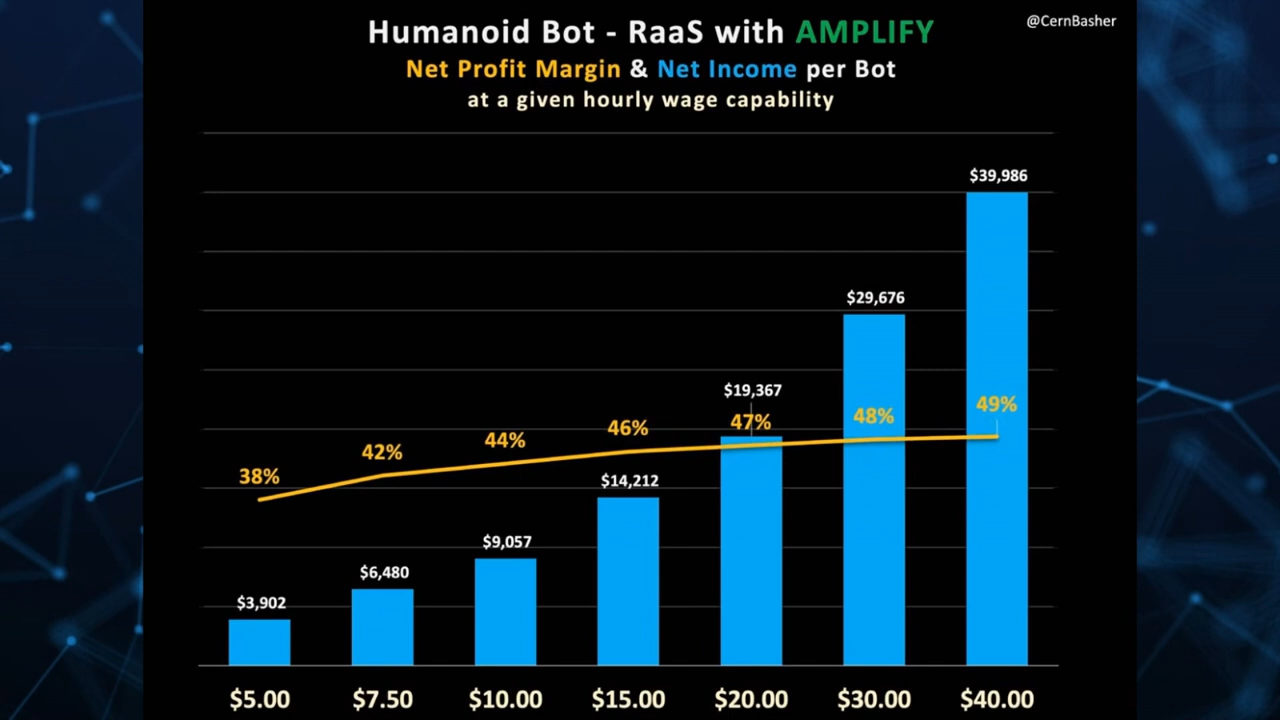 @CernBasher
Humanoid Bot - RaaS with AMPLIFY
Net Profit Margin & Net Income per Bot
at a given hourly wage capability
$39,986
$29,676
$19,367
49%
48%
47%
46%
44%
42%
38%
$14,212
$9,057
$6,480
$3,902
$5.00 $7.50 $10.00 $15.00 $20.00 $30.00 $40.00